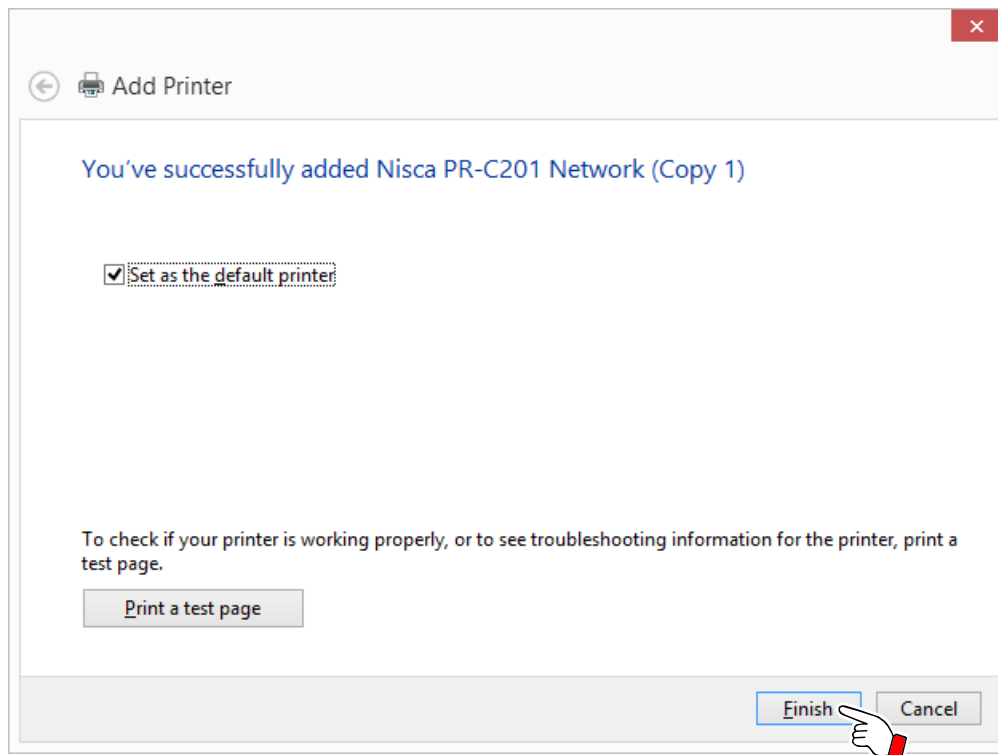 Add Printer
You've successfully added Nisca PR-C201 Network (Copy 1)
Set as the default printer
To check if your printer is working properly, or to see troubleshooting information for the printer, print a
test page.
Print a test page
Finish
Cancel